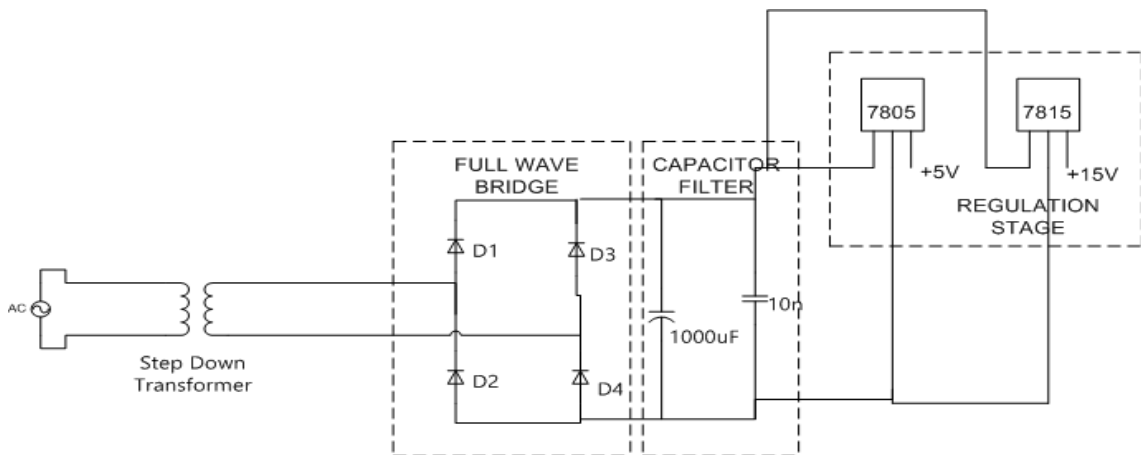 AC
Step Down
Transformer
FULL WAVE
BRIDGE
D1
D3
D2
D4
CAPACITOR
FILTER
1000uF
10n
7805
7815
+5V
+15V
REGULATION
STAGE